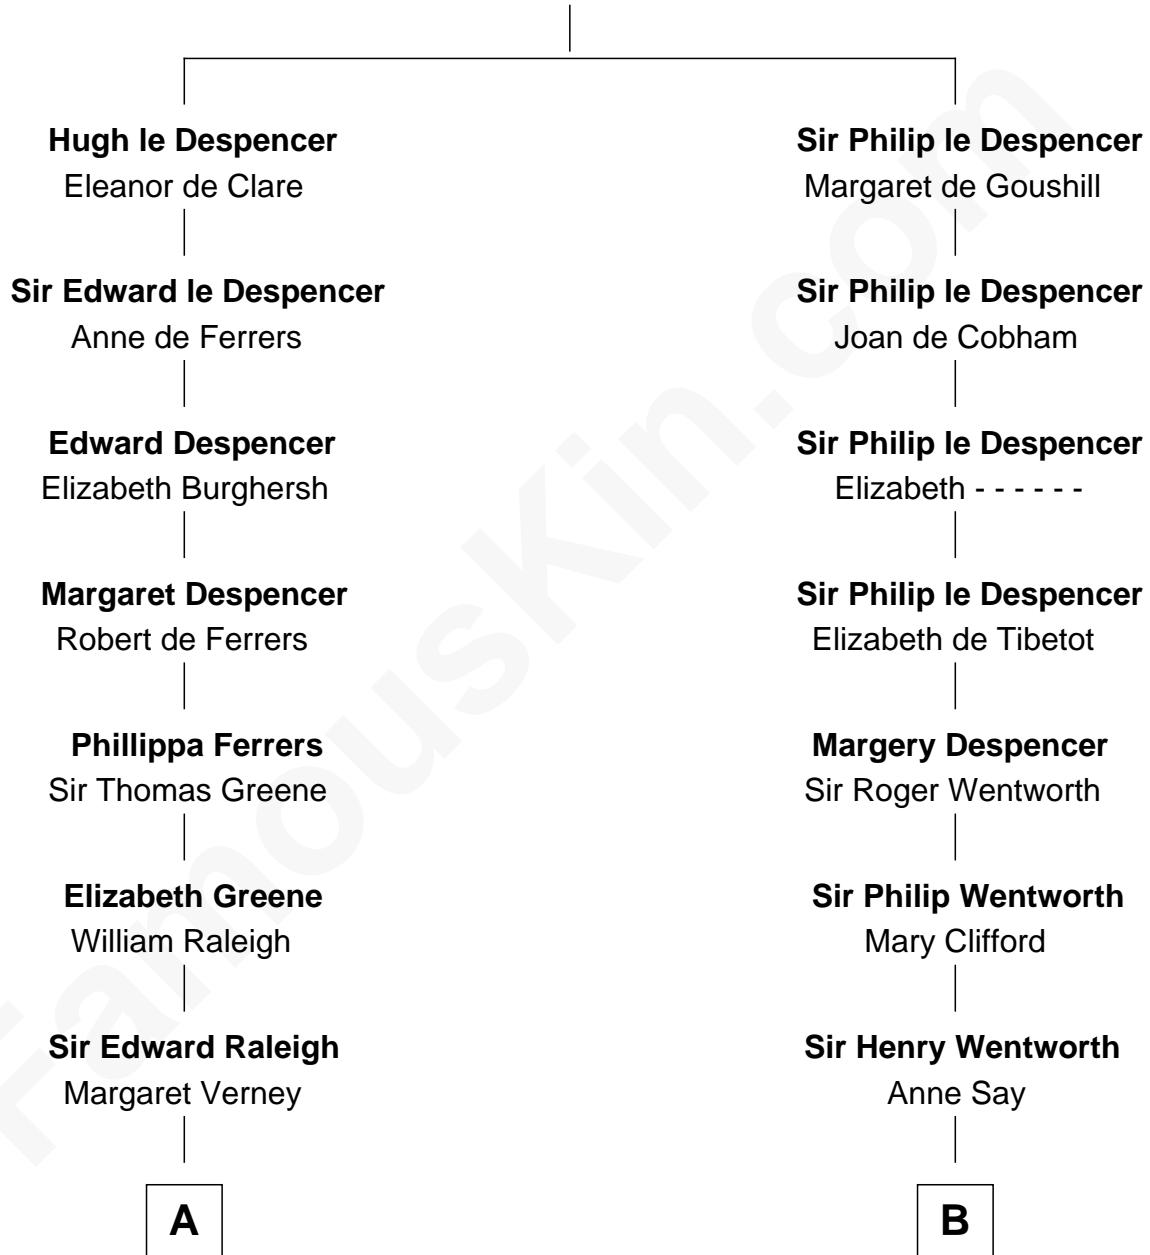 Hugh le Despencer
Eleanor de Clare
Sir Edward le Despencer
Anne de Ferrers
Edward Despencer
Elizabeth Burghersh
Margaret Despencer
Robert de Ferrers
Phillippa Ferrers
Sir Thomas Greene
Elizabeth Greene
William Raleigh
Sir Edward Raleigh
Margaret Verney
A
Sir Philip le Despencer
Margaret de Goushill
Sir Philip le Despencer
Joan de Cobham
Sir Philip le Despencer
Elizabeth - - - - - -
Sir Philip le Despencer
Elizabeth de Tibetot
Margery Despencer
Sir Roger Wentworth
Sir Philip Wentworth
Mary Clifford
Sir Henry Wentworth
Anne Say
B
FamousKin.com